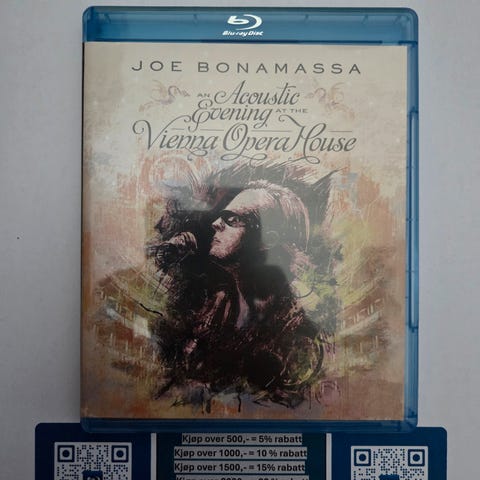 Blu-ray Disc
JOE BONAMASSA
AN Acoustic
Evening AT THE
Vienna Opera House
Kjøp over 500,- = 5% rabatt
Kjøp over 1000,- = 10 % rabatt
Kjøp over 1500,- = 15% rabatt